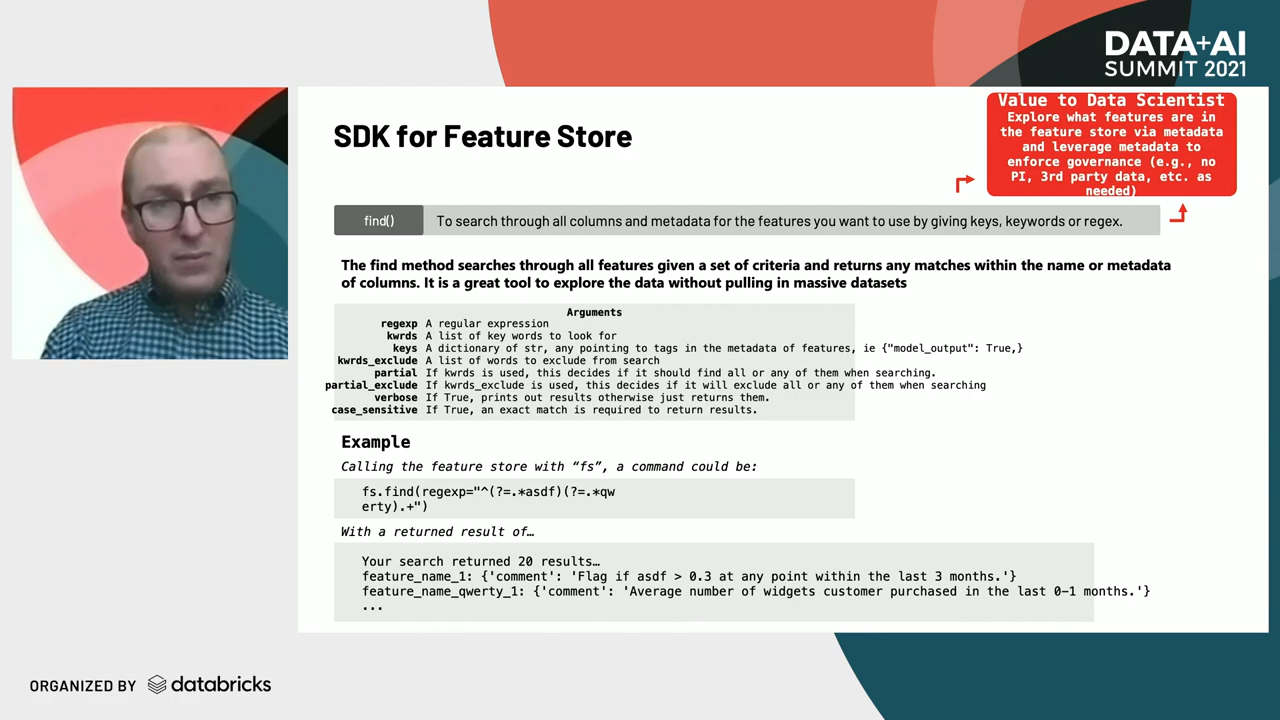 DATA+AI
SUMMIT 2021
Value to Data Scientist
Explore what features are in
the feature store via metadata
and leverage metadata to
enforce governance (e.g., no
PI, 3rd party data, etc. as
needed)
SDK for Feature Store
find() To search through all columns and metadata for the features you want to use by giving keys, keywords or regex.
The find method searches through all features given a set of criteria and returns any matches within the name or metadata
of columns. It is a great tool to explore the data without pulling in massive datasets
Arguments
regexp A regular expression
kwrds A list of key words to look for
keys A dictionary of str, any pointing to tags in the metadata of features, ie {"model_output": True,}
kwrds_exclude A list of words to exclude from search
partial If kwrds is used, this decides if it should find all or any of them when searching.
partial_exclude If kwrds_exclude is used, this decides if it will exclude all or any of them when searching
verbose If True, prints out results otherwise just returns them.
case_sensitive If True, an exact match is required to return results.
Example
Calling the feature store with “fs”, a command could be:
fs.find(regexp="^(?=.*asdf)(?=.*qw
erty).+")
With a returned result of…
Your search returned 20 results…
feature_name_1: {'comment': 'Flag if asdf > 0.3 at any point within the last 3 months.'}
feature_name_qwerty_1: {'comment': 'Average number of widgets customer purchased in the last 0-1 months.'}
...
ORGANIZED BY databricks